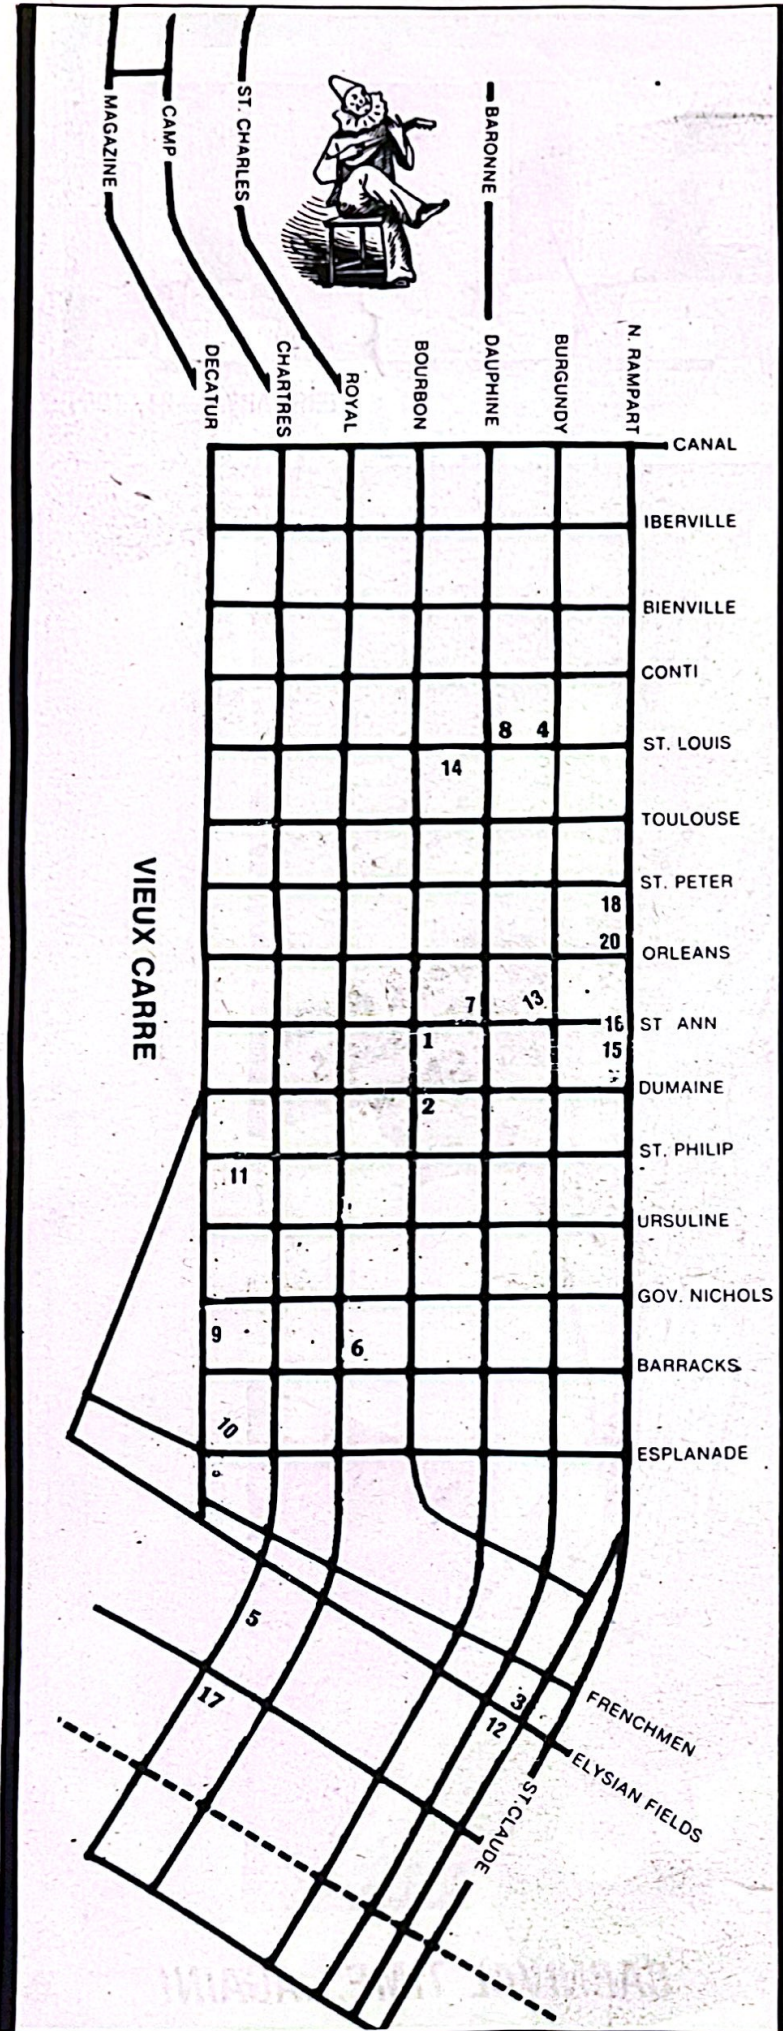 MAGAZINE
CAMP
ST. CHARLES
BARONNE
DECATUR
CHARTRES
ROYAL
BOURBON
DAUPHINE
BURGUNDY
N. RAMPART
CANAL
IBERVILLE
BIENVILLE
CONTI
8 4
ST. LOUIS
14
TOULOUSE
ST. PETER
18
20
ORLEANS
VIEUX CARRE
7 13
16
ST ANN
1
15
DUMAINE
2
ST. PHILIP
11
URSULINE
GOV. NICHOLS
9
6
BARRACKS
10
ESPLANADE
5
17
3
12
FRENCHMEN
ELYSIAN FIELDS
ST. CLAUDE